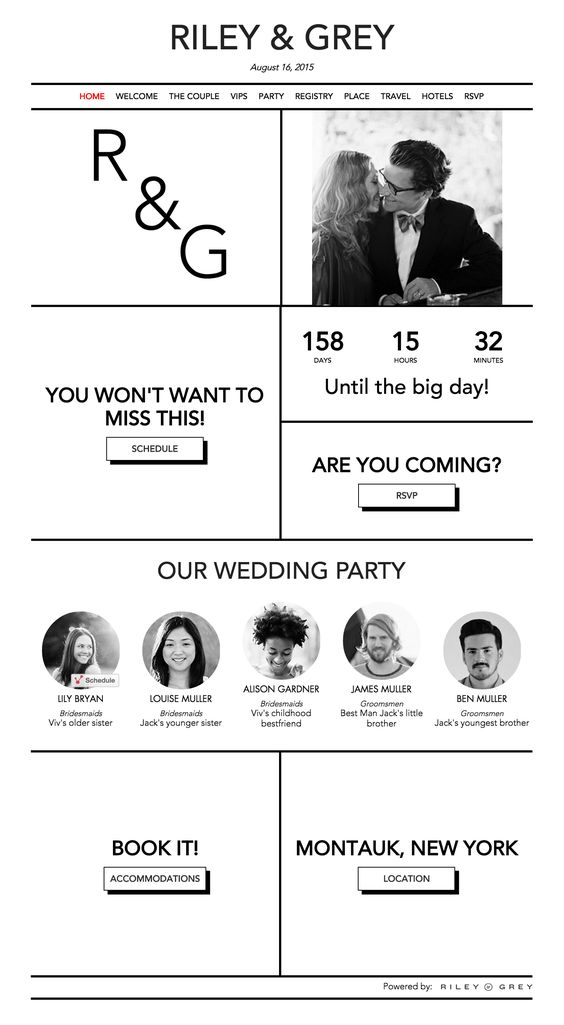 RILEY & GREY
August 16, 2015
HOME WELCOME THE COUPLE VIPS PARTY REGISTRY PLACE TRAVEL HOTELS RSVP
R
&
G
158 15 32
DAYS HOURS MINUTES
Until the big day!
YOU WON'T WANT TO
MISS THIS!
SCHEDULE
ARE YOU COMING?
RSVP
OUR WEDDING PARTY
Schedule
LILY BRYAN
Bridesmaids
Viv's older sister
LOUISE MULLER
Bridesmaids
Jack's younger sister
ALISON GARDNER
Bridesmaids
Viv's childhood
bestfriend
JAMES MULLER
Groomsmen
Best Man Jack's little
brother
BEN MULLER
Groomsmen
Jack's youngest brother
BOOK IT!
ACCOMMODATIONS
MONTAUK, NEW YORK
LOCATION
Powered by: RILEY & GREY